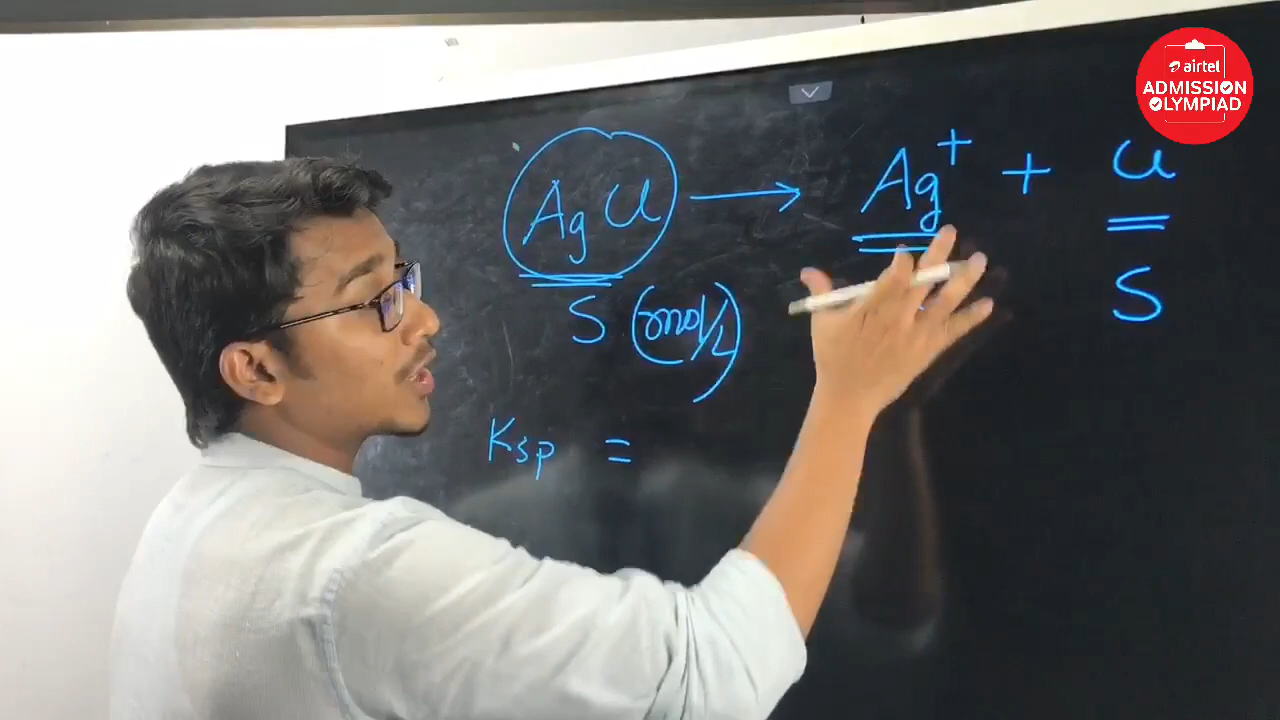 airtel
ADMISSION
OLYMPIAD
AgCl → Ag⁺ + Cl
S (mol/L) S
Ksp =